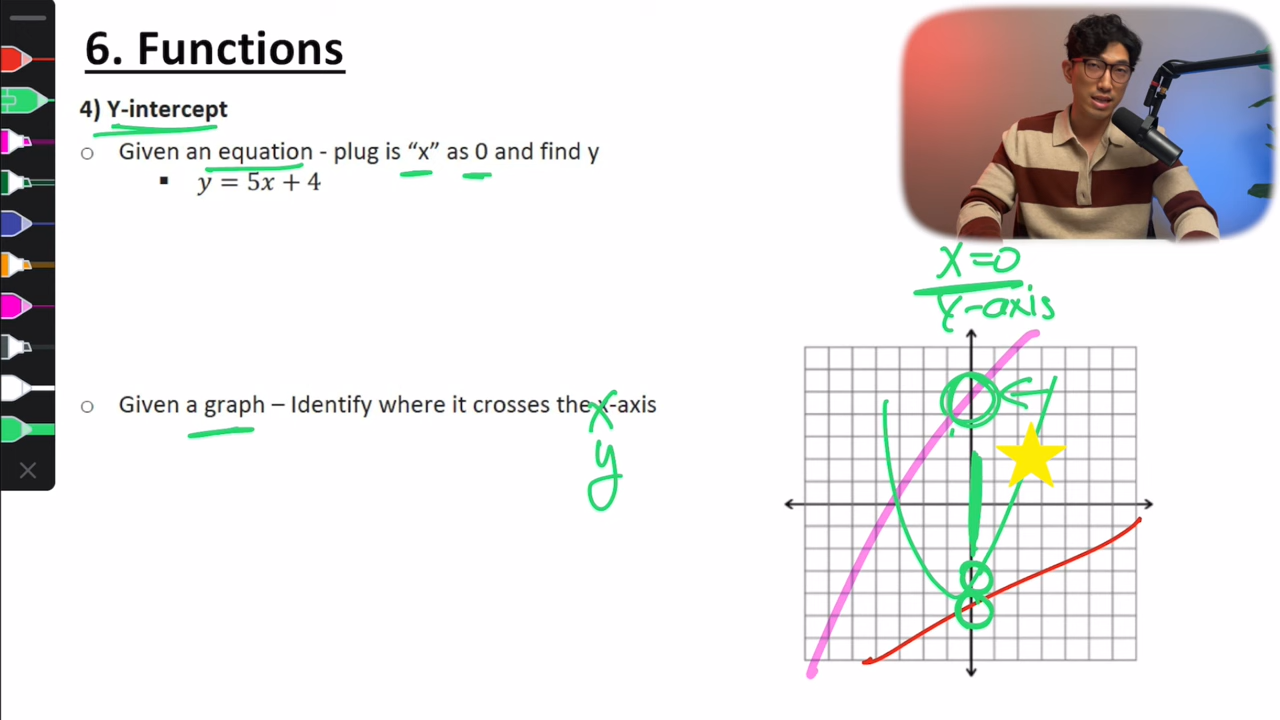 6. Functions
4) Y-intercept
Given an equation - plug is “x” as 0 and find y
y = 5x + 4
X=0
Y-axis
Given a graph – Identify where it crosses the x-axis
y